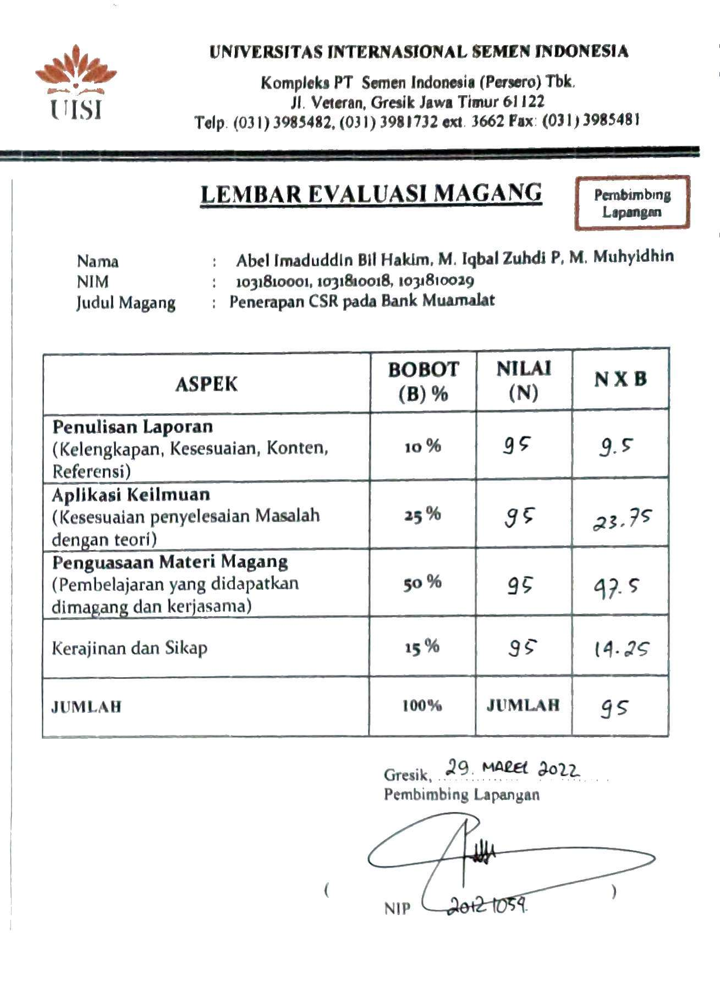 UISI
UNIVERSITAS INTERNASIONAL SEMEN INDONESIA
Kompleks PT Semen Indonesia (Persero) Tbk.
Jl. Veteran, Gresik Jawa Timur 61122
Telp. (031) 3985482, (031) 3981732 ext. 3662 Fax: (031) 3985481
LEMBAR EVALUASI MAGANG
Pembimbing
Lapangan
Nama : Abel Imaduddin Bil Hakim, M. Iqbal Zuhdi P, M. Muhyidhin
NIM : 1031810001, 1031810018, 1031810029
Judul Magang : Penerapan CSR pada Bank Muamalat
ASPEK BOBOT (B) % NILAI (N) N X B
Penulisan Laporan
(Kelengkapan, Kesesuaian, Konten, 10 % 95 9.5
Referensi)
Aplikasi Keilmuan
(Kesesuaian penyelesaian Masalah 25 % 95 23.75
dengan teori)
Penguasaan Materi Magang
(Pembelajaran yang didapatkan 50 % 95 47.5
dimagang dan kerjasama)
Kerajinan dan Sikap 15 % 95 14.25
JUMLAH 100% JUMLAH 95
Gresik, 29. MARET 2022
Pembimbing Lapangan
( )
NIP 20121059.